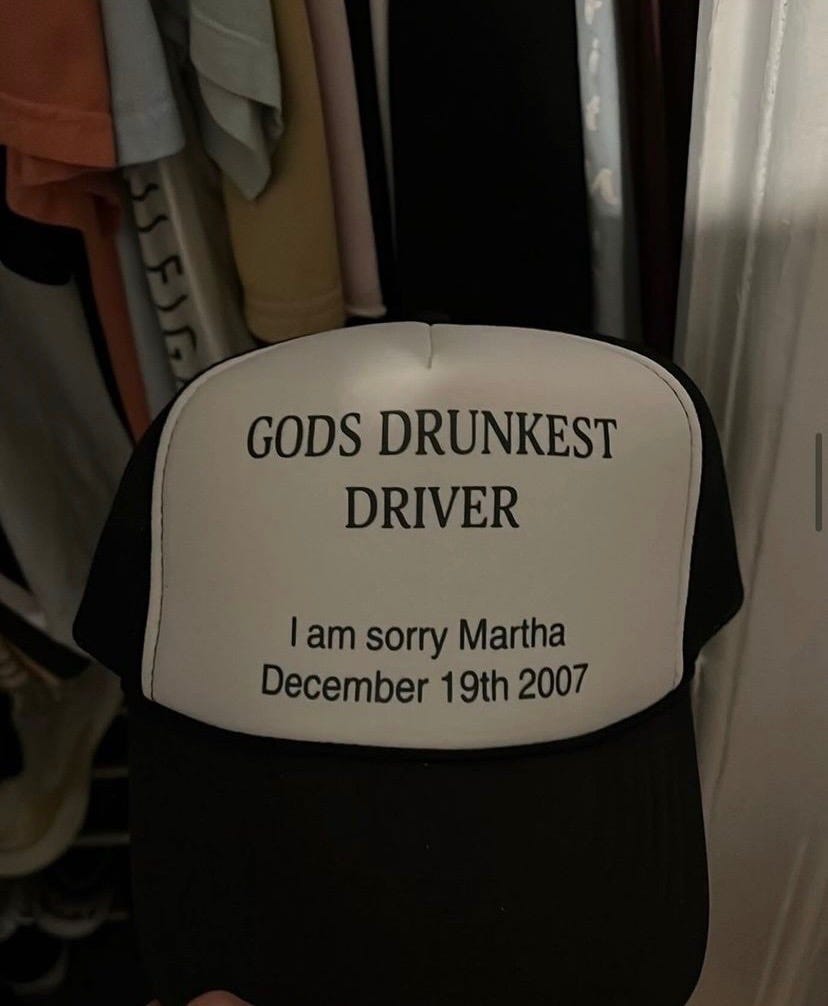 GODS DRUNKEST
DRIVER
I am sorry Martha
December 19th 2007